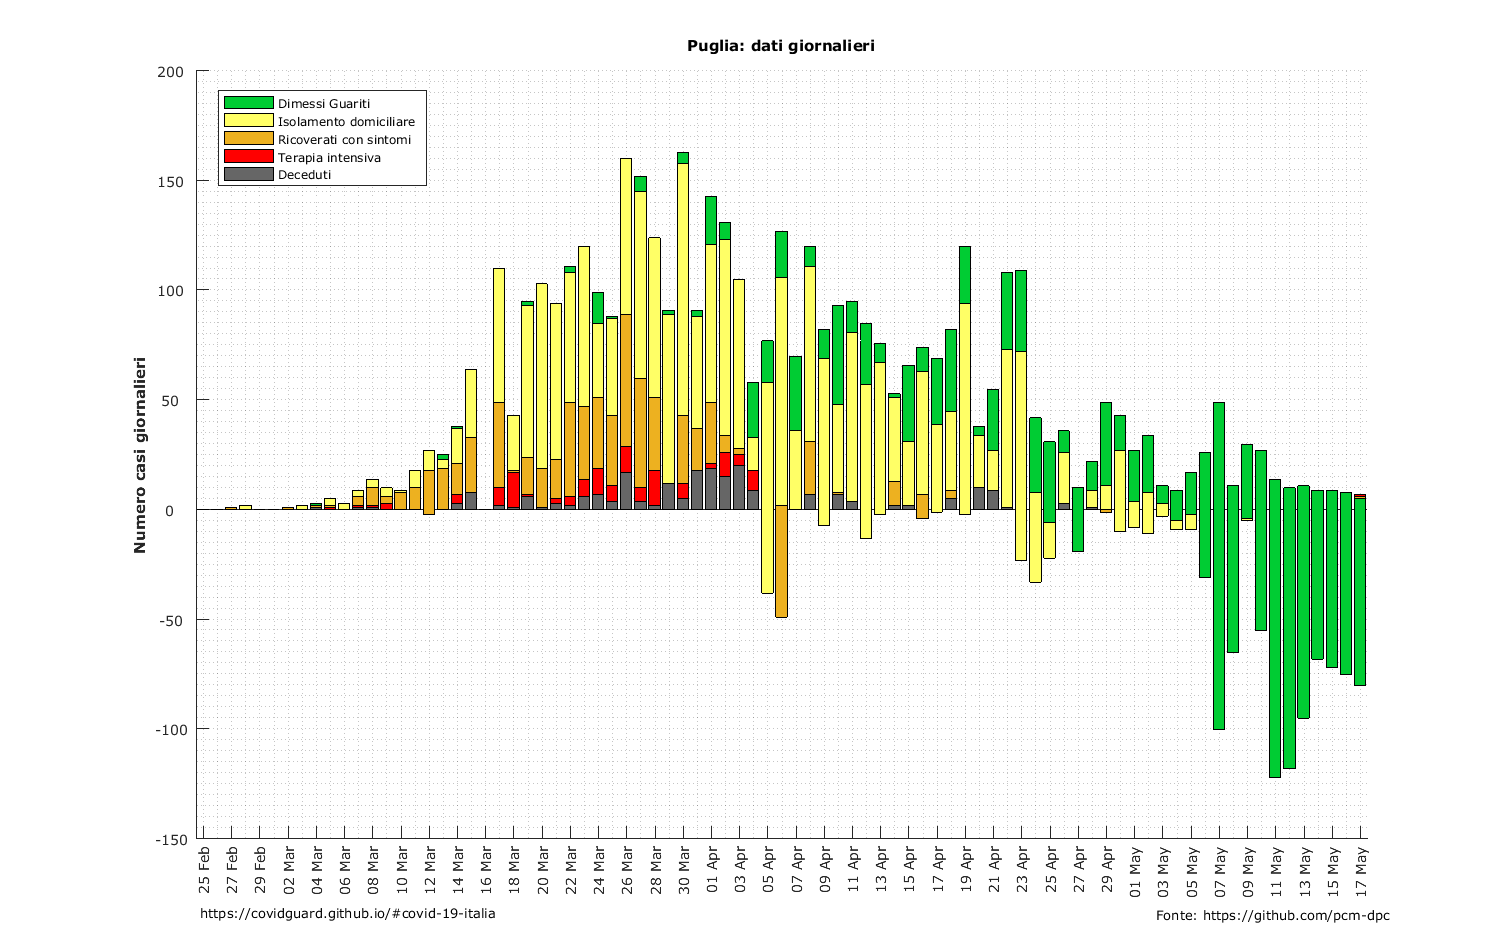 Puglia: dati giornalieri
200
150
100
50
0
-50
-100
-150
Numero casi giornalieri
Dimessi Guariti
Isolamento domiciliare
Ricoverati con sintomi
Terapia intensiva
Deceduti
25 Feb
27 Feb
29 Feb
02 Mar
04 Mar
06 Mar
08 Mar
10 Mar
12 Mar
14 Mar
16 Mar
18 Mar
20 Mar
22 Mar
24 Mar
26 Mar
28 Mar
30 Mar
01 Apr
03 Apr
05 Apr
07 Apr
09 Apr
11 Apr
13 Apr
15 Apr
17 Apr
19 Apr
21 Apr
23 Apr
25 Apr
27 Apr
29 Apr
01 May
03 May
05 May
07 May
09 May
11 May
13 May
15 May
17 May
https://covidguard.github.io/#covid-19-italia
Fonte: https://github.com/pcm-dpc